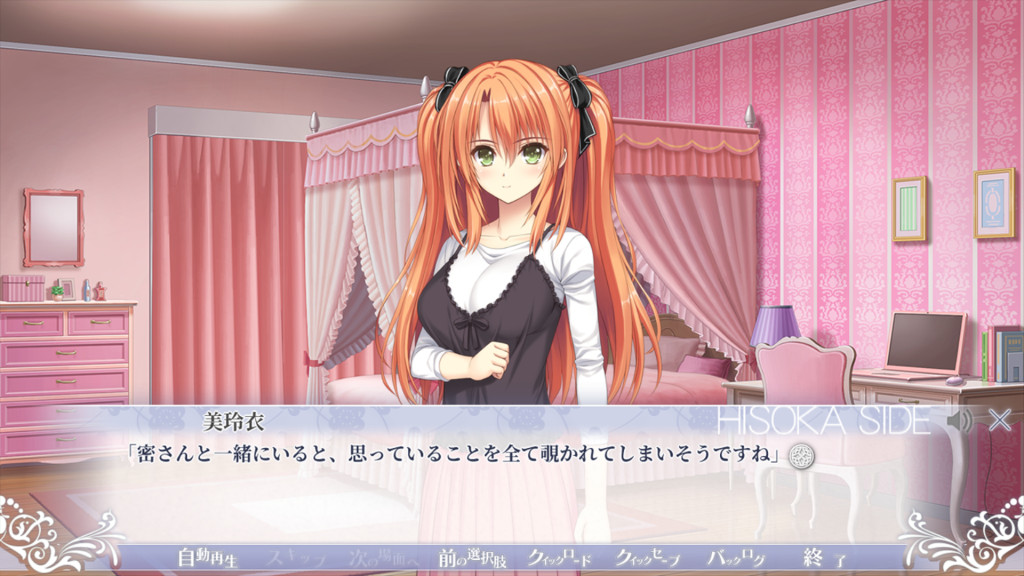 美玲衣
HISOKA SIDE
「密さんと一緒にいると、思っていることを全て覗かれてしまいそうですね」
自動再生 スキップ 次の場面へ 前の選択肢 クイックロード クイックセーブ バックログ 終了